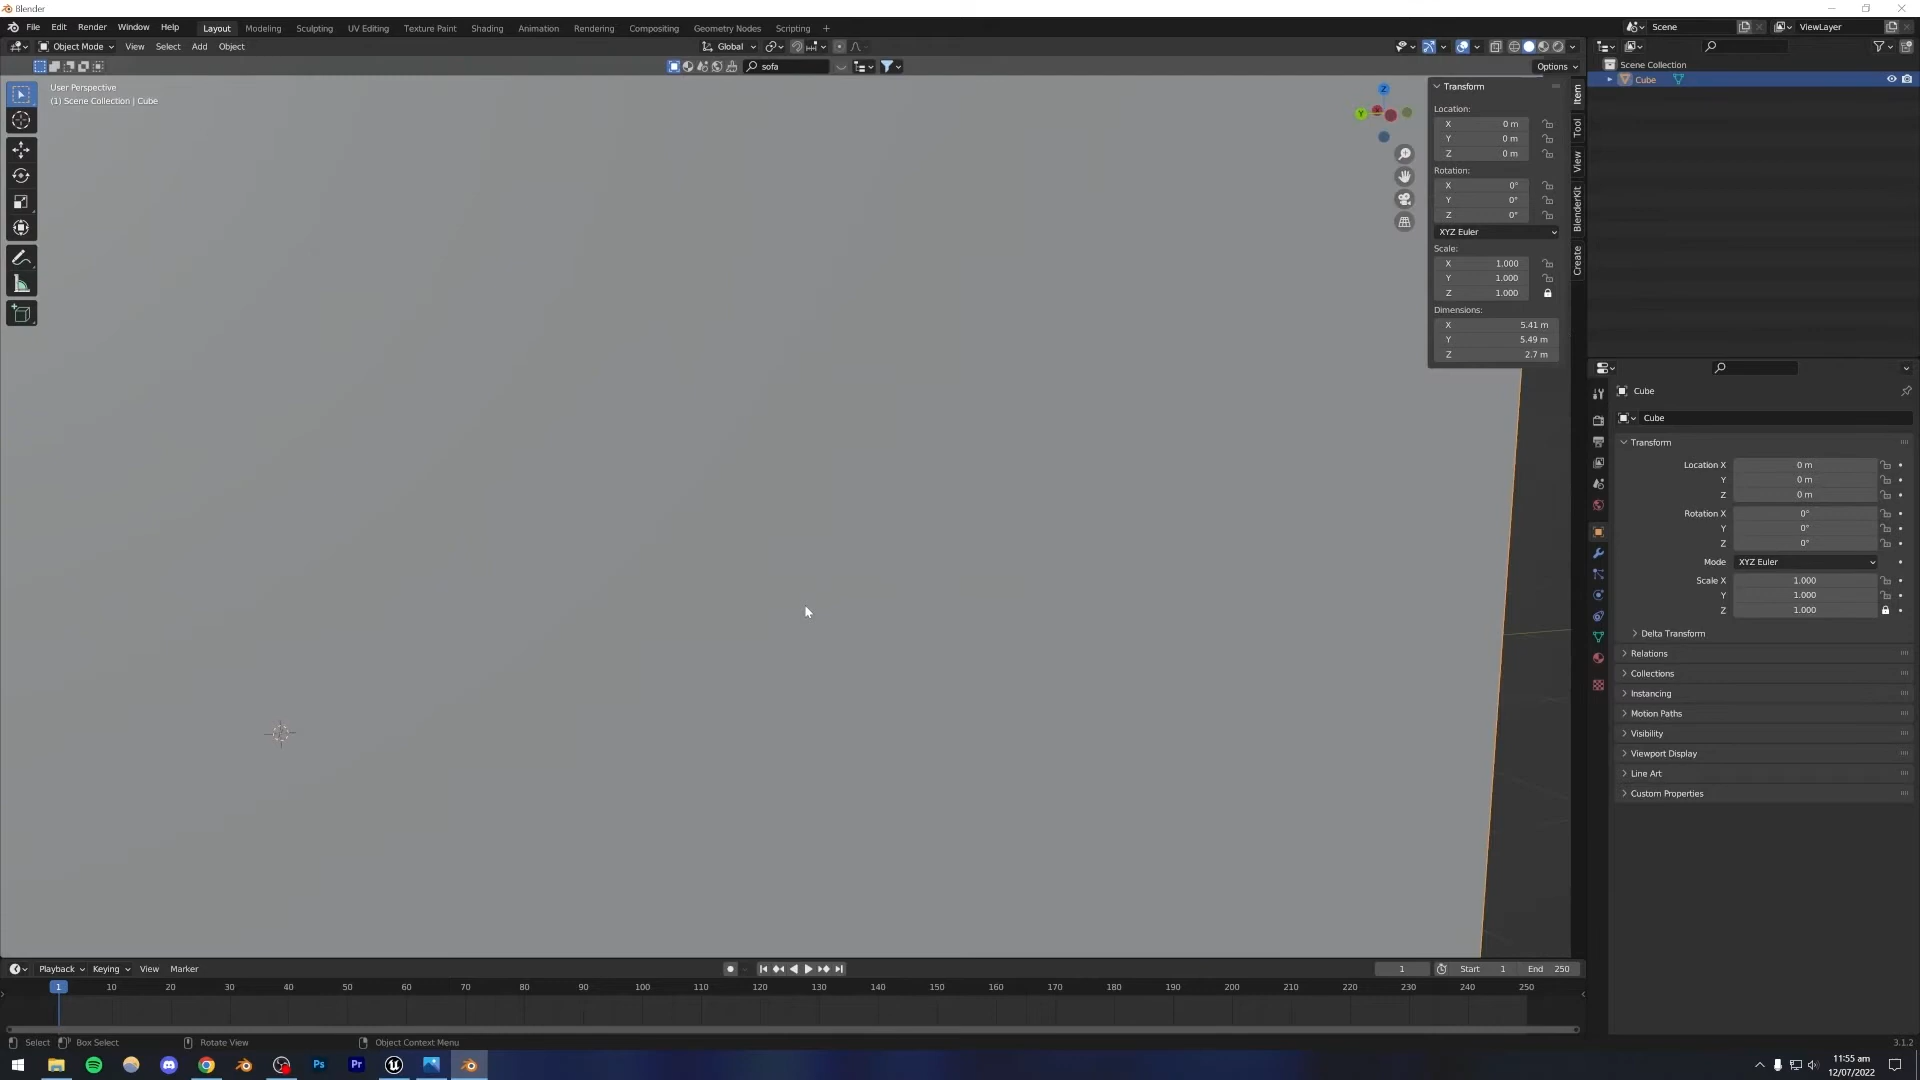 Blender
File Edit Render Window Help Layout Modeling Sculpting UV Editing Texture Paint Shading Animation Rendering Compositing Geometry Nodes Scripting + Scene ViewLayer
Object Mode View Select Add Object Global
sofa Options
User Perspective
(1) Scene Collection | Cube
Z
Y
Transform
Location:
X 0 m
Y 0 m
Z 0 m
Rotation:
X 0°
Y 0°
Z 0°
XYZ Euler
Scale:
X 1.000
Y 1.000
Z 1.000
Dimensions:
X 5.41 m
Y 5.49 m
Z 2.7 m
Item
Tool
View
BlenderKit
Create
Scene Collection
Cube
Cube
Cube
Transform
Location X 0 m
Y 0 m
Z 0 m
Rotation X 0°
Y 0°
Z 0°
Mode XYZ Euler
Scale X 1.000
Y 1.000
Z 1.000
Delta Transform
Relations
Collections
Instancing
Motion Paths
Visibility
Viewport Display
Line Art
Custom Properties
Playback Keying View Marker 1 Start 1 End 250
1 10 20 30 40 50 60 70 80 90 100 110 120 130 140 150 160 170 180 190 200 210 220 230 240 250
Select Box Select Rotate View Object Context Menu 3.1.2
Ps Pr 11:55 am
12/07/2022